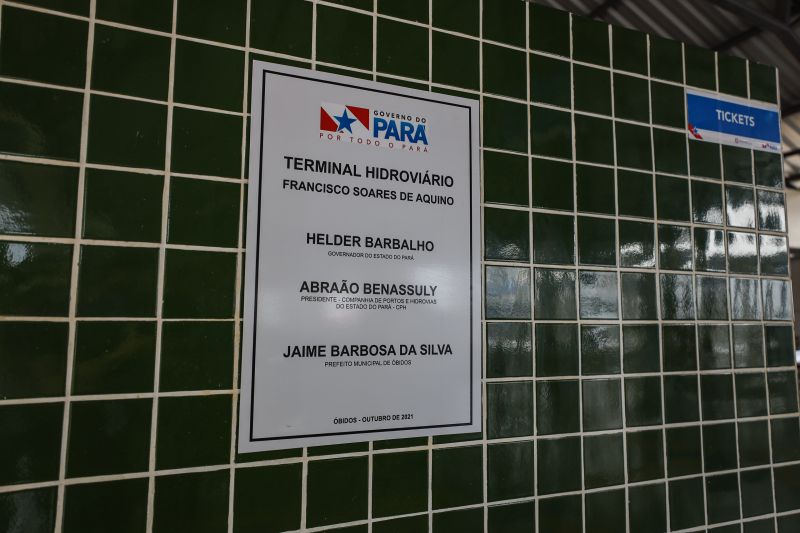 GOVERNO DO
PARÁ
POR TODO O PARÁ
TERMINAL HIDROVIÁRIO
FRANCISCO SOARES DE AQUINO
HELDER BARBALHO
GOVERNADOR DO ESTADO DO PARÁ
ABRAÃO BENASSULY
PRESIDENTE - COMPANHIA DE PORTOS E HIDROVIAS
DO ESTADO DO PARÁ - CPH
JAIME BARBOSA DA SILVA
PREFEITO MUNICIPAL DE ÓBIDOS
ÓBIDOS - OUTUBRO DE 2021
TICKETS